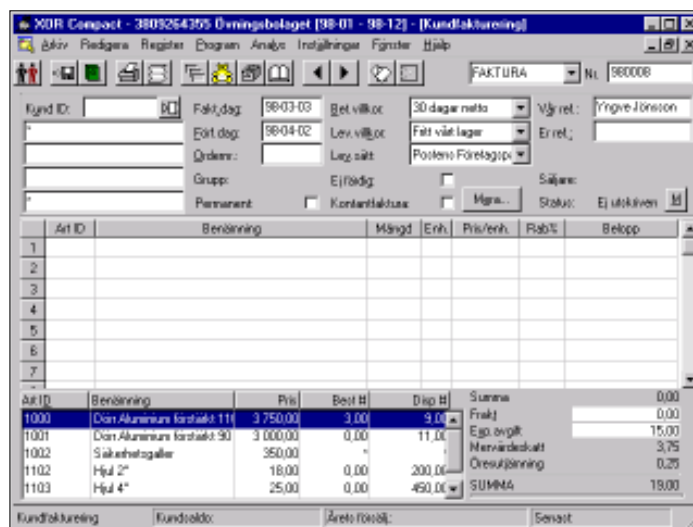 XOR Compact - 3809264355 Övningsbolaget [98-01 - 98-12] - [Kundfakturering]
Arkiv Redigera Register Program Analys Inställningar Fönster Hjälp
FAKTURA Nr. 980008
Kund ID: Fakt.dag: 98-03-03 Bet.villkor: 30 dagar netto Vår ref.: Yngve Jönsson
* Förf.dag: 98-04-02 Lev.villkor: Fritt vårt lager Er ref.:
Ordernr.: Lev.sätt: Postens Företagsp
Grupp: Ej färdig: Säljare:
* Permanent: Kontantfaktura: Mera... Status: Ej utskriven M
Art ID Benämning Mängd Enh. Pris/enh. Rab% Belopp
1
2
3
4
5
6
7
Art ID Benämning Pris Best # Disp # Summa 0,00
1000 Dörr Aluminium förstärkt 110 3 750,00 3,00 9,00 Frakt 0,00
1001 Dörr Aluminium förstärkt 90 3 000,00 0,00 11,00 Exp.avgift 15,00
1002 Säkerhetsgaller 350,00 * * Mervärdeskatt 3,75
1102 Hjul 2" 18,00 0,00 200,00 Öresutjämning 0,25
1103 Hjul 4" 25,00 0,00 450,00 SUMMA 19,00
Kundfakturering Kundsaldo: Årets försälj.: Senast: